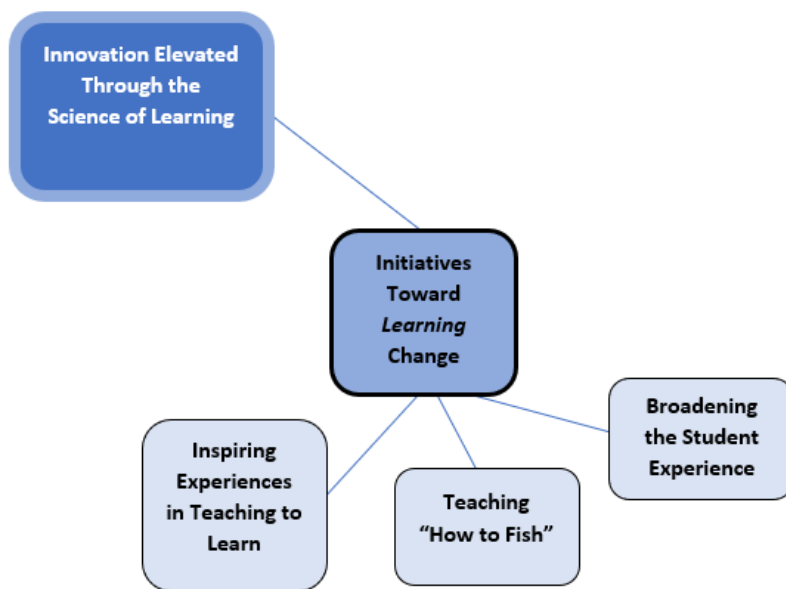 Innovation Elevated
Through the
Science of Learning
Initiatives
Toward
Learning
Change
Broadening
the Student
Experience
Inspiring
Experiences
in Teaching to
Learn
Teaching
“How to Fish”